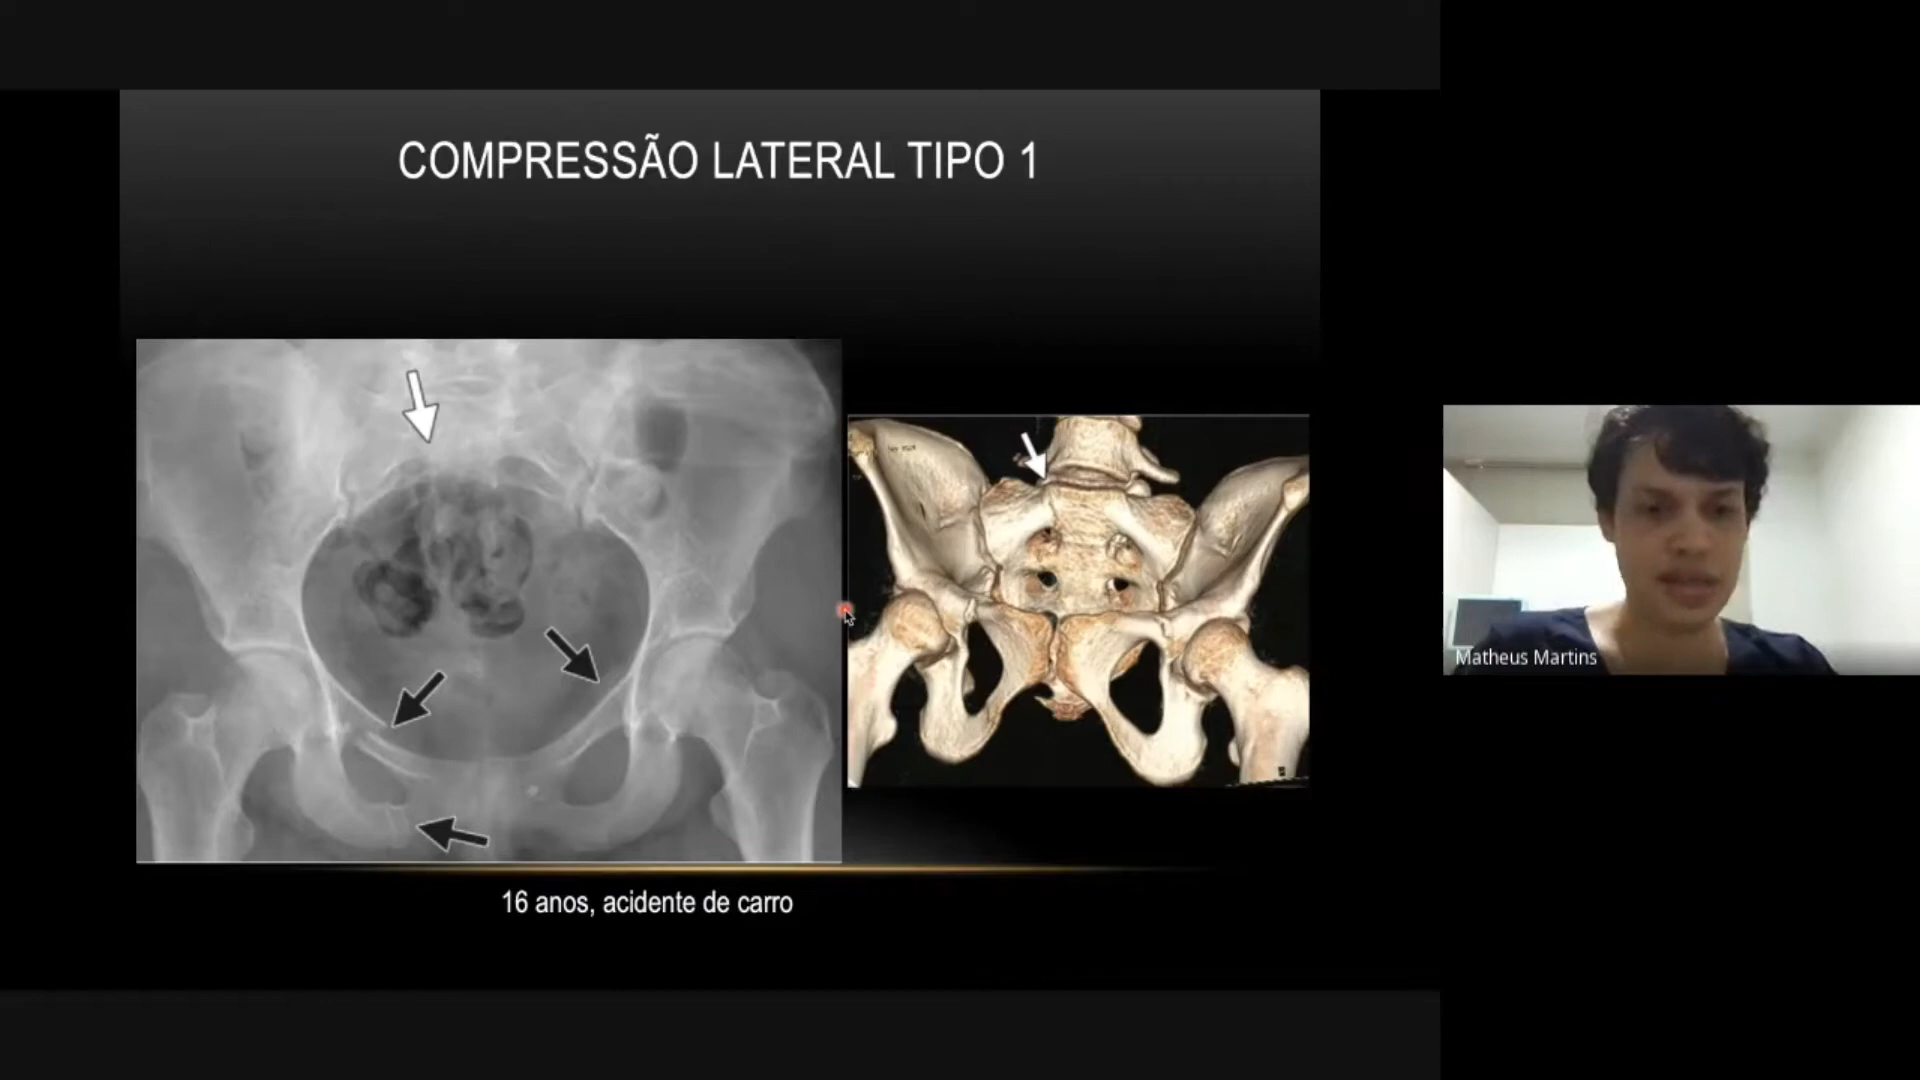 COMPRESSÃO LATERAL TIPO 1
16 anos, acidente de carro
Matheus Martins